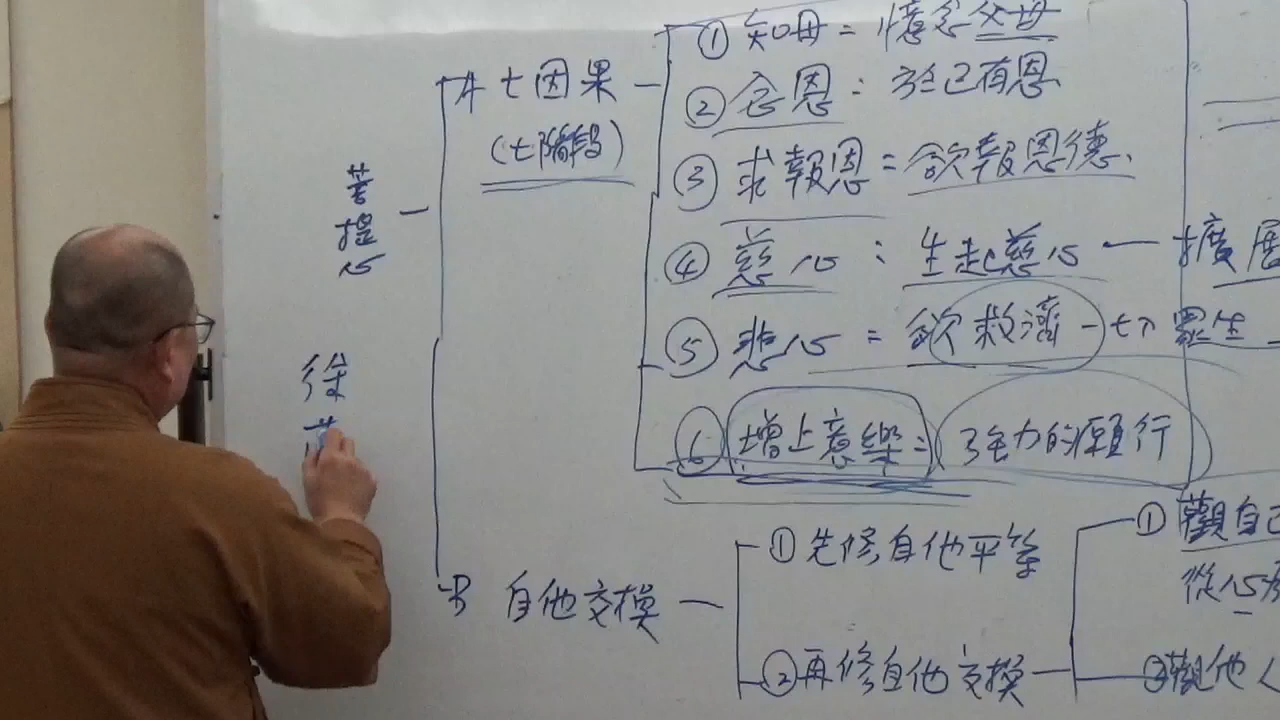 菩提心
徐
A 七因果
(七階段)
① 知母 = 憶念父母
② 念恩 : 於己有恩
③ 求報恩 = 欲報恩德
④ 慈心 : 生起慈心 — 擴展
⑤ 悲心 = 欲救濟一切眾生
⑥ 增上意樂 = 強力的願行
B 自他交換
① 先修自他平等
② 再修自他交換
① 觀自己
從心
② 觀他人